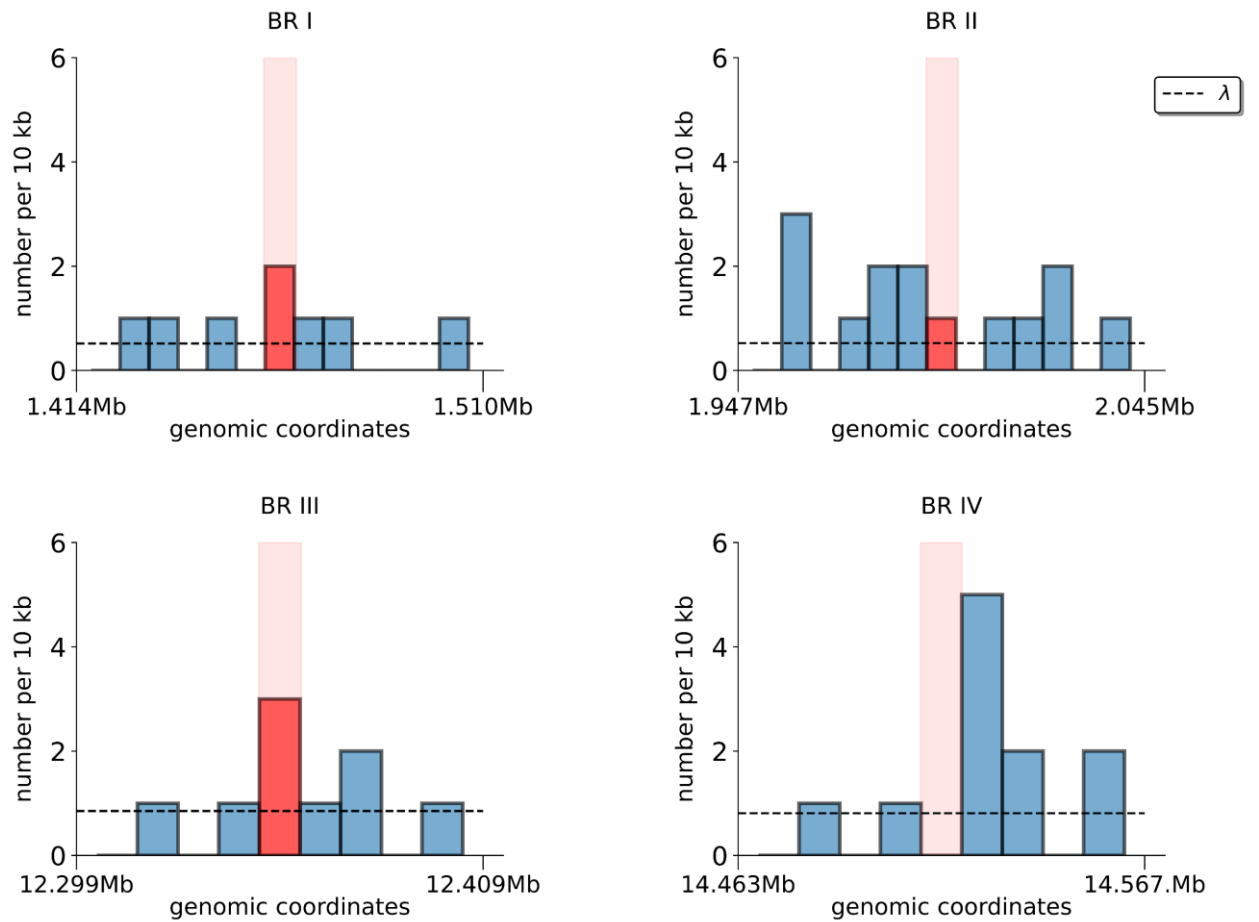 BR I
number per 10 kb
6
4
2
0
1.414Mb 1.510Mb
genomic coordinates
BR II
number per 10 kb
6
4
2
0
1.947Mb 2.045Mb
genomic coordinates
λ
BR III
number per 10 kb
6
4
2
0
12.299Mb 12.409Mb
genomic coordinates
BR IV
number per 10 kb
6
4
2
0
14.463Mb 14.567.Mb
genomic coordinates